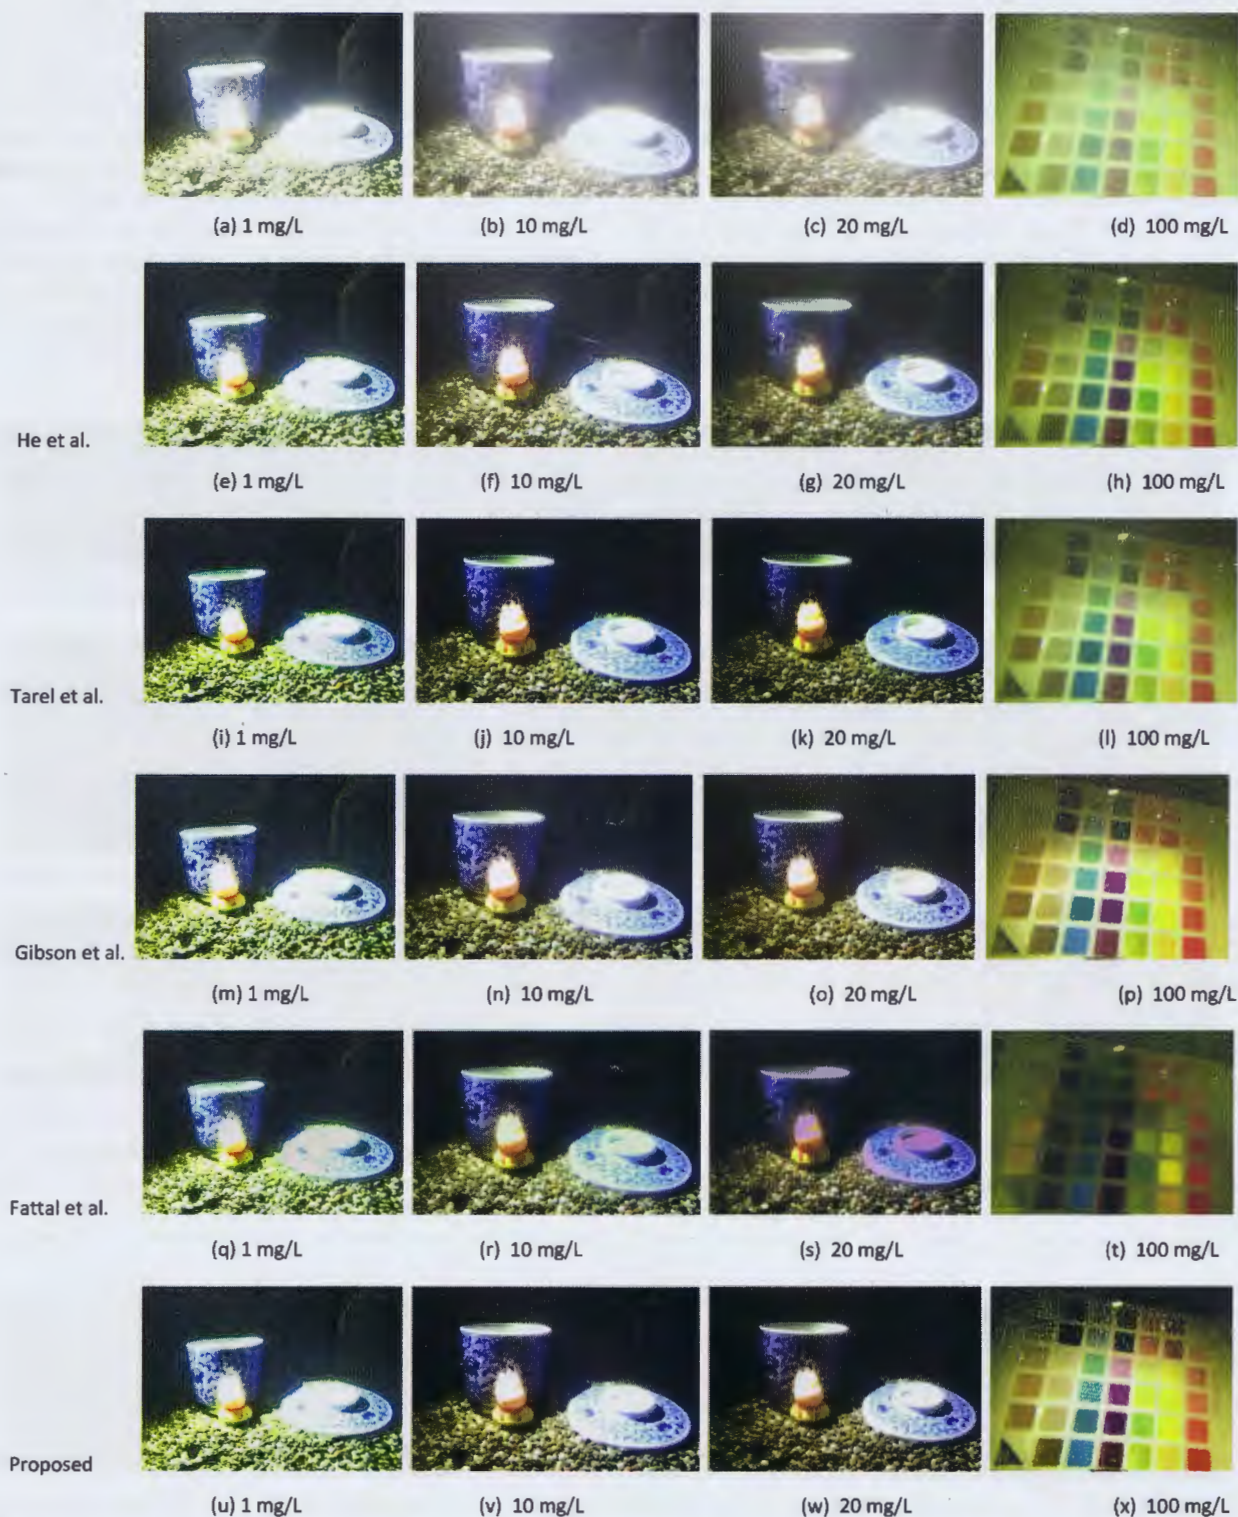 (a) 1 mg/L (b) 10 mg/L (c) 20 mg/L (d) 100 mg/L
He et al.
(e) 1 mg/L (f) 10 mg/L (g) 20 mg/L (h) 100 mg/L
Tarel et al.
(i) 1 mg/L (j) 10 mg/L (k) 20 mg/L (l) 100 mg/L
Gibson et al.
(m) 1 mg/L (n) 10 mg/L (o) 20 mg/L (p) 100 mg/L
Fattal et al.
(q) 1 mg/L (r) 10 mg/L (s) 20 mg/L (t) 100 mg/L
Proposed
(u) 1 mg/L (v) 10 mg/L (w) 20 mg/L (x) 100 mg/L